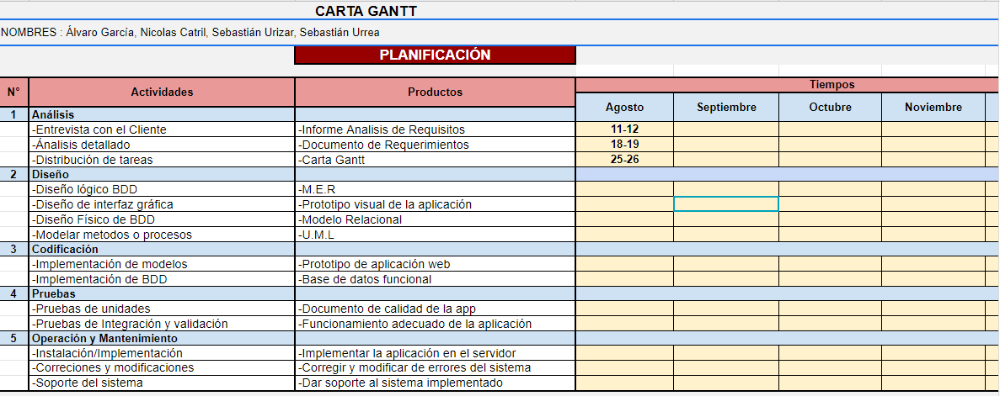 CARTA GANTT
NOMBRES : Álvaro García, Nicolas Catril, Sebastián Urizar, Sebastián Urrea
PLANIFICACIÓN
N° Actividades Productos Tiempos
Agosto Septiembre Octubre Noviembre
1 Análisis
-Entrevista con el Cliente -Informe Analisis de Requisitos 11-12
-Ánalisis detallado -Documento de Requerimientos 18-19
-Distribución de tareas -Carta Gantt 25-26
2 Diseño
-Diseño lógico BDD -M.E.R
-Diseño de interfaz gráfica -Prototipo visual de la aplicación
-Diseño Físico de BDD -Modelo Relacional
-Modelar metodos o procesos -U.M.L
3 Codificación
-Implementación de modelos -Prototipo de aplicación web
-Implementación de BDD -Base de datos funcional
4 Pruebas
-Pruebas de unidades -Documento de calidad de la app
-Pruebas de Integración y validación -Funcionamiento adecuado de la aplicación
5 Operación y Mantenimiento
-Instalación/Implementación -Implementar la aplicación en el servidor
-Correciones y modificaciones -Corregir y modificar de errores del sistema
-Soporte del sistema -Dar soporte al sistema implementado